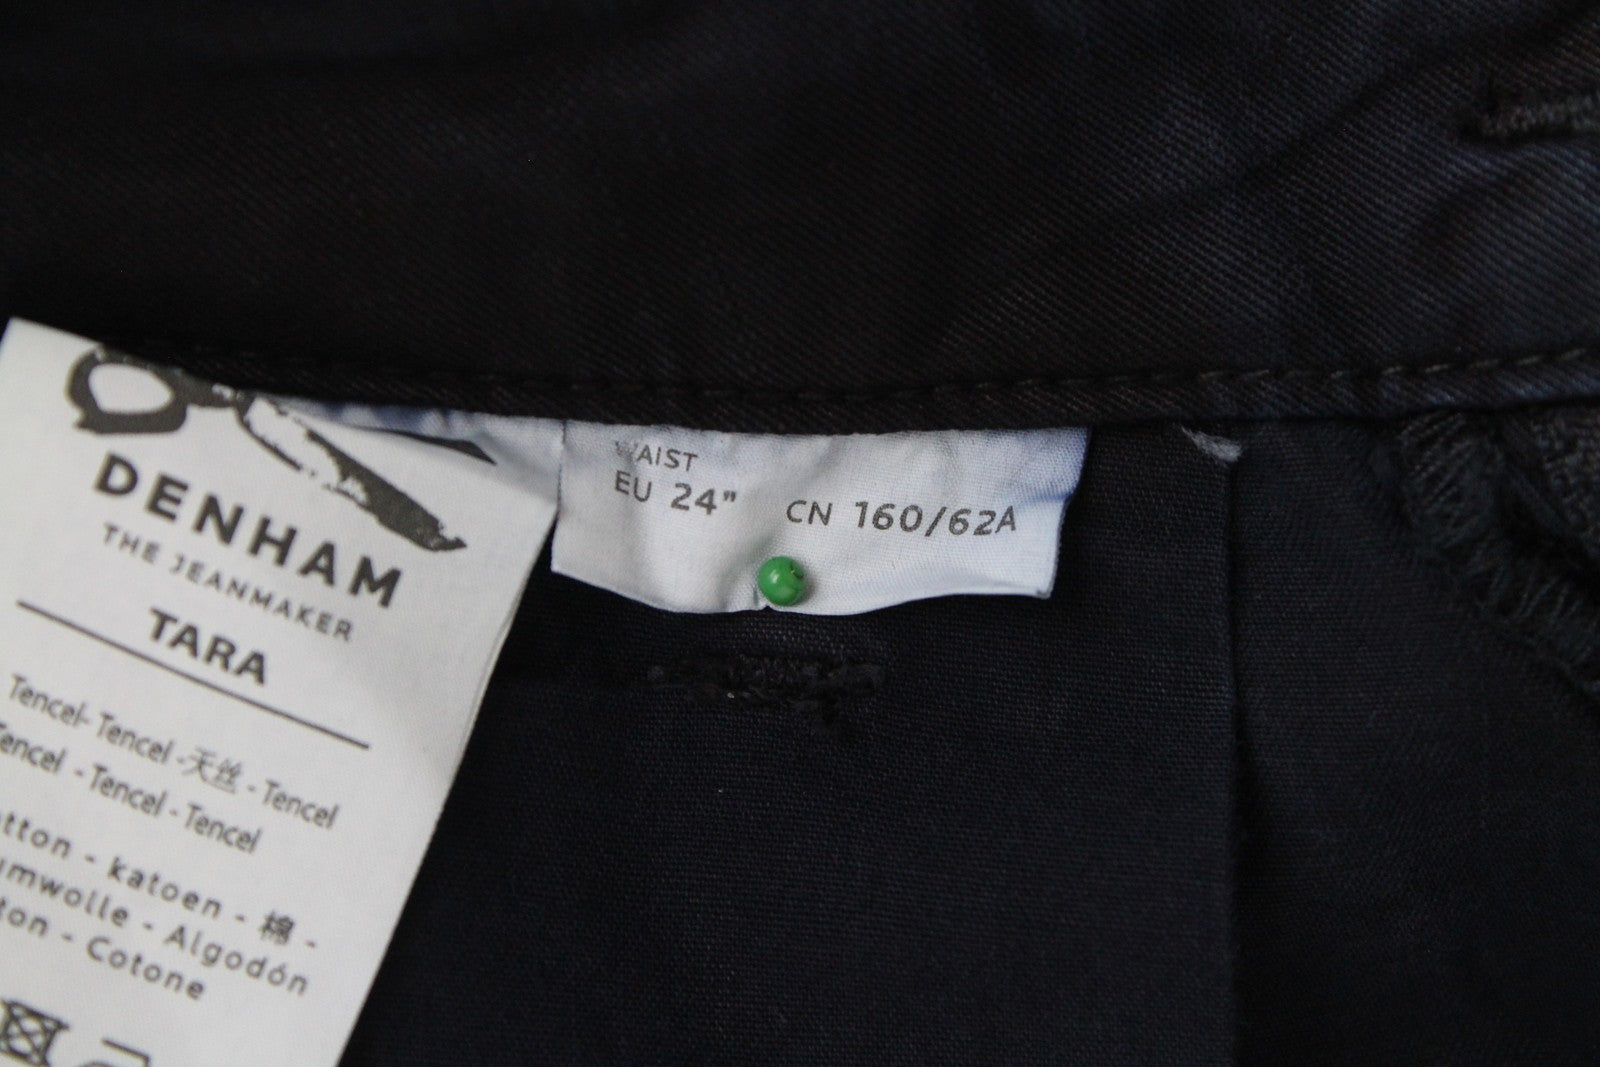 DENHAM
THE JEANMAKER
TARA
Tencel- Tencel -天丝 - Tencel
- Tencel - Tencel
- katoen - 棉 -
- Algodón
- Cotone
WAIST
EU 24" CN 160/62A